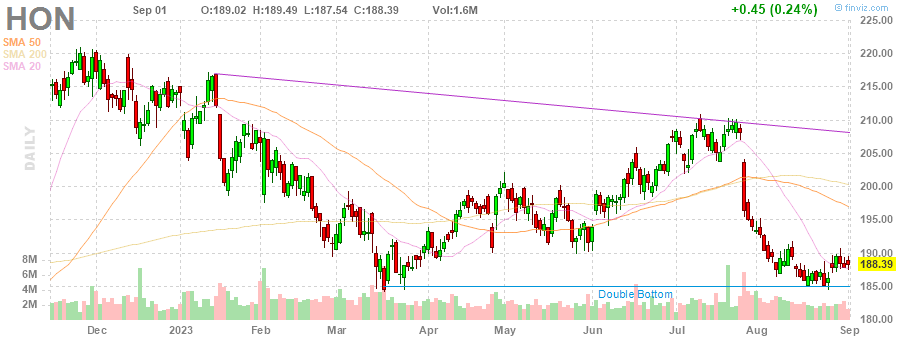 HON Sep 01 O:189.02 H:189.49 L:187.54 C:188.39 Vol:1.6M +0.45 (0.24%) © finviz.com
SMA 50
SMA 200
SMA 20
DAILY
225.00
220.00
215.00
210.00
205.00
200.00
195.00
190.00
188.39
185.00
180.00
8M
6M
4M
2M
Double Bottom
Dec 2023 Feb Mar Apr May Jun Jul Aug Sep